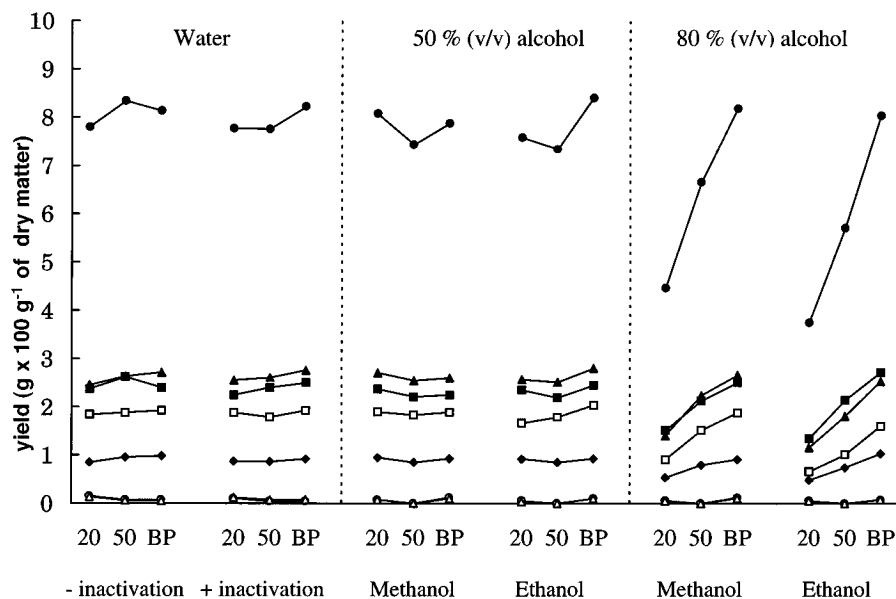 Water 50 % (v/v) alcohol 80 % (v/v) alcohol
yield (g x 100 g-1 of dry matter)
10
9
8
7
6
5
4
3
2
1
0
20 50 BP 20 50 BP 20 50 BP 20 50 BP 20 50 BP 20 50 BP
- inactivation + inactivation Methanol Ethanol Methanol Ethanol